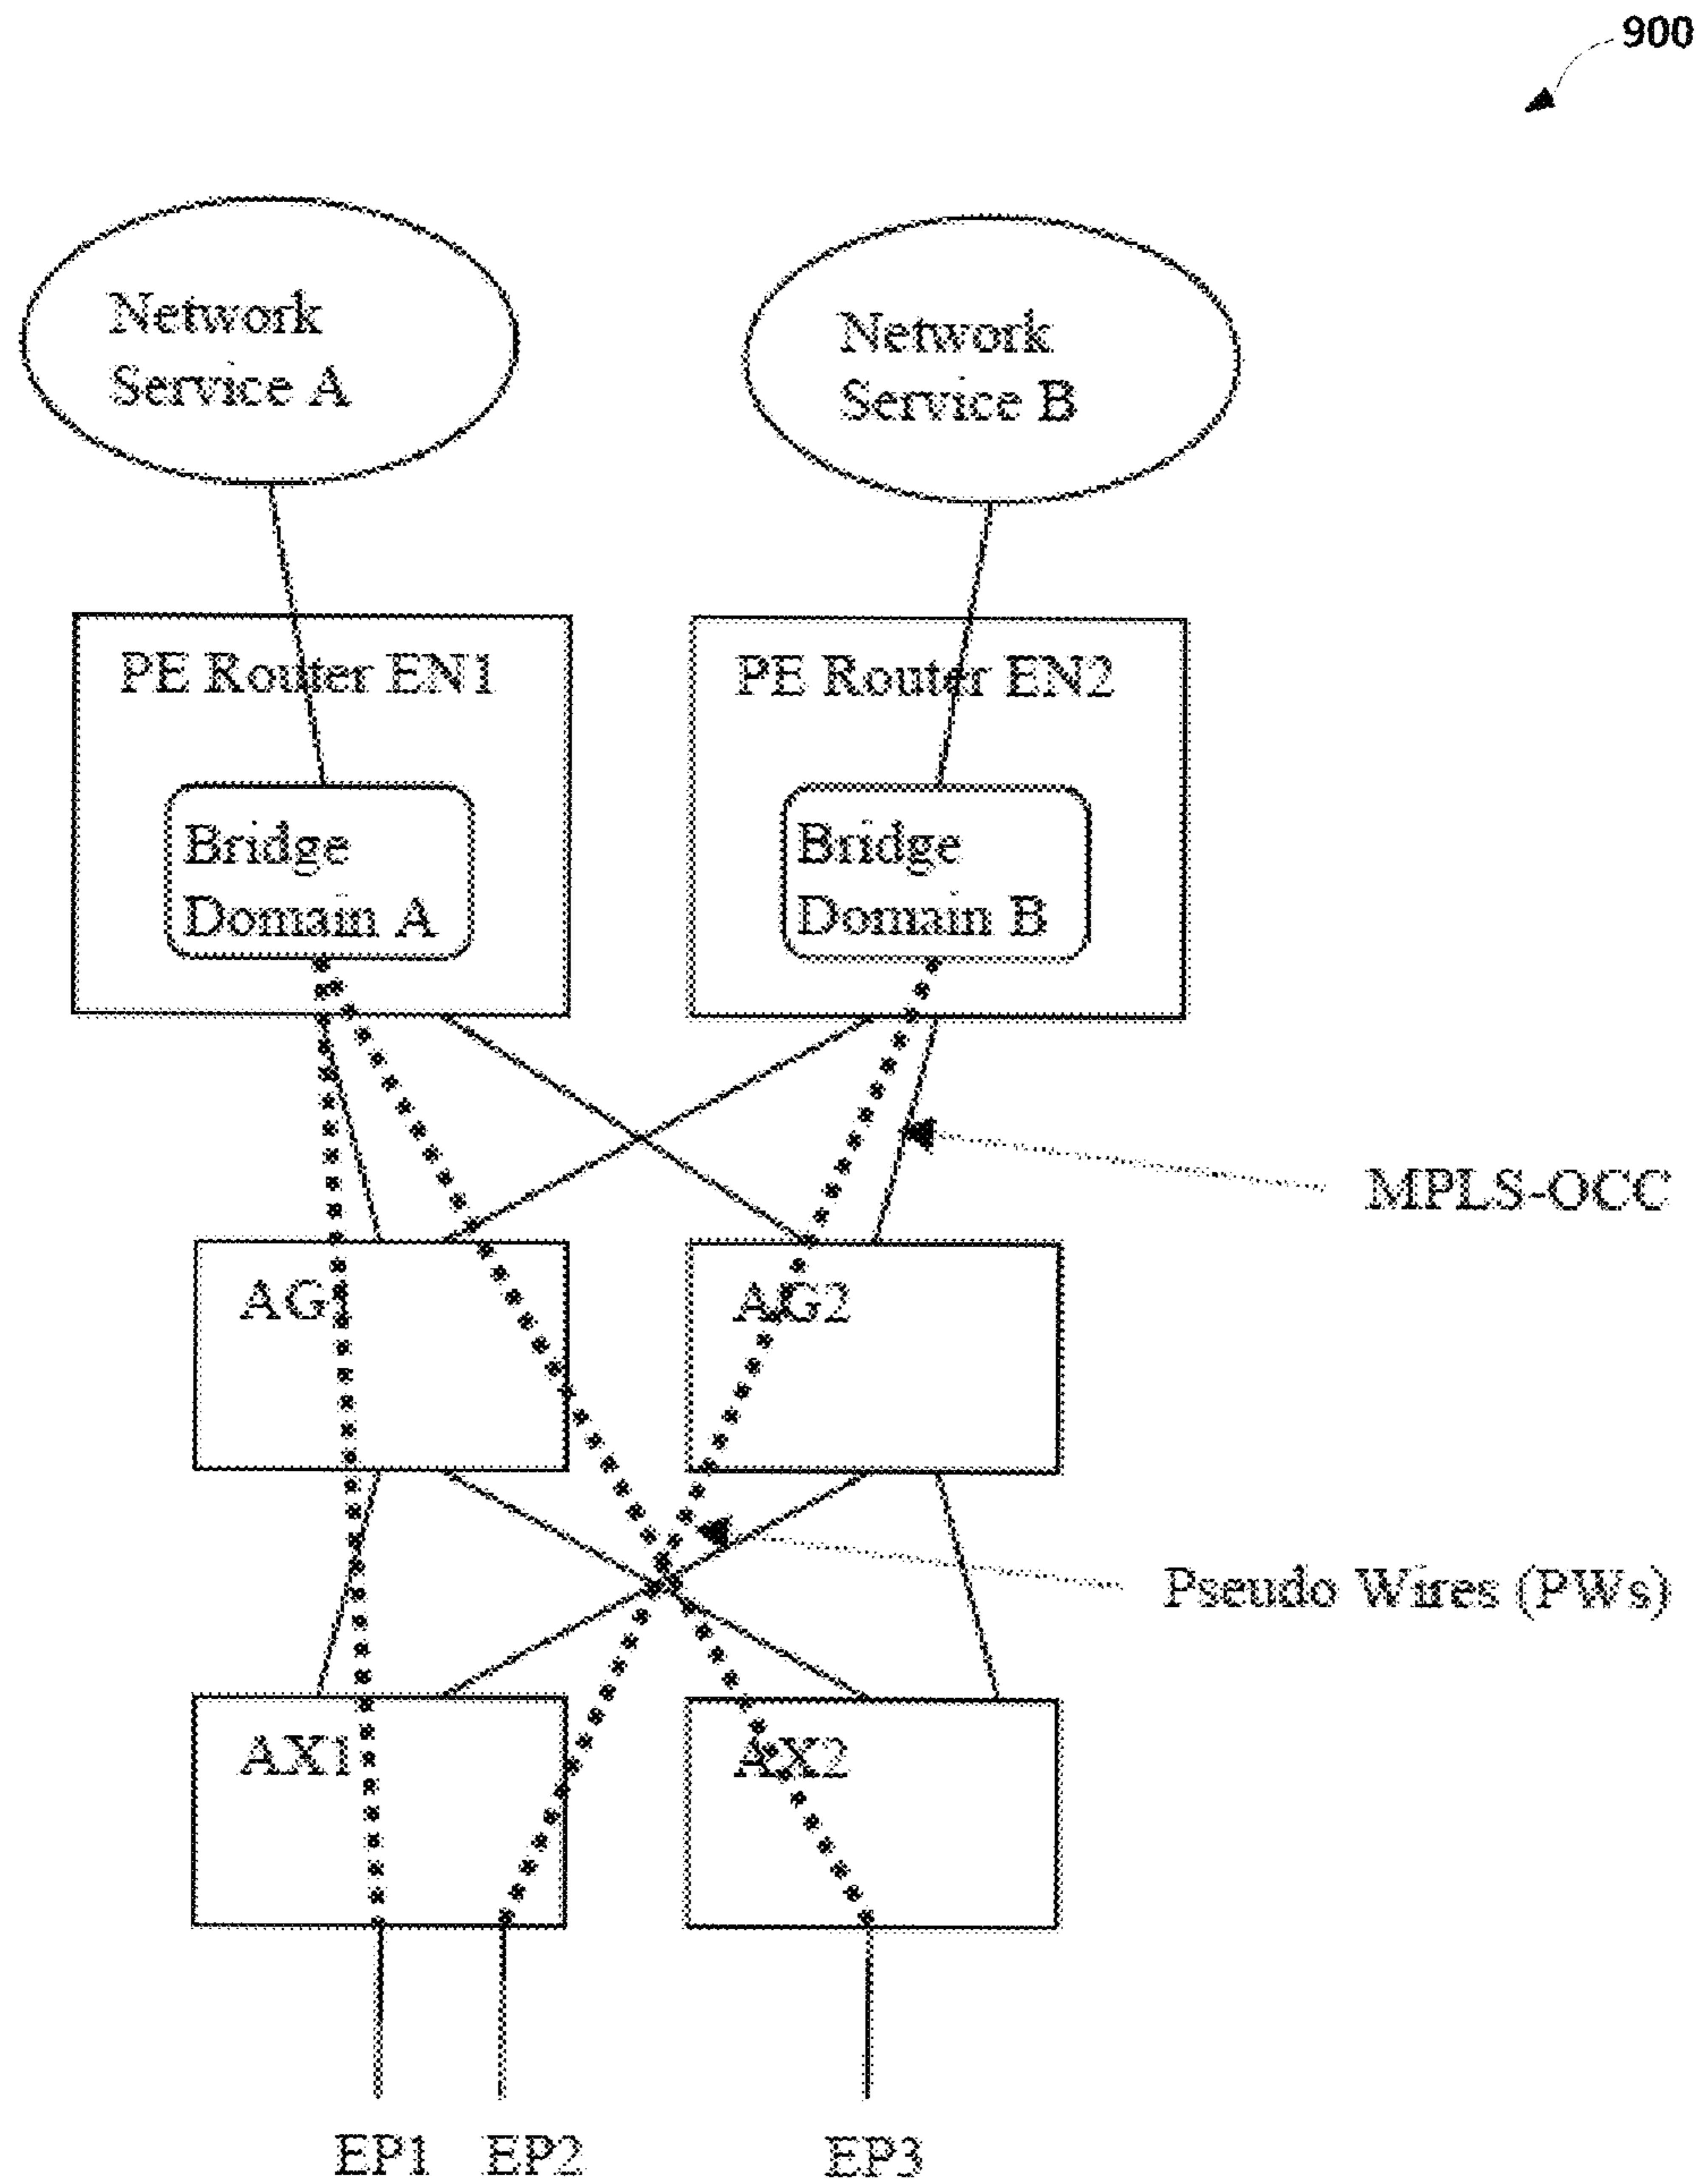 900
Network
Service A
Network
Service B
PE Router EN1
PE Router EN2
Bridge
Domain A
Bridge
Domain B
MPLS-OCC
AG
AG2
Pseudo Wires (PWs)
AX1
AX2
EP1
EP2
EP3